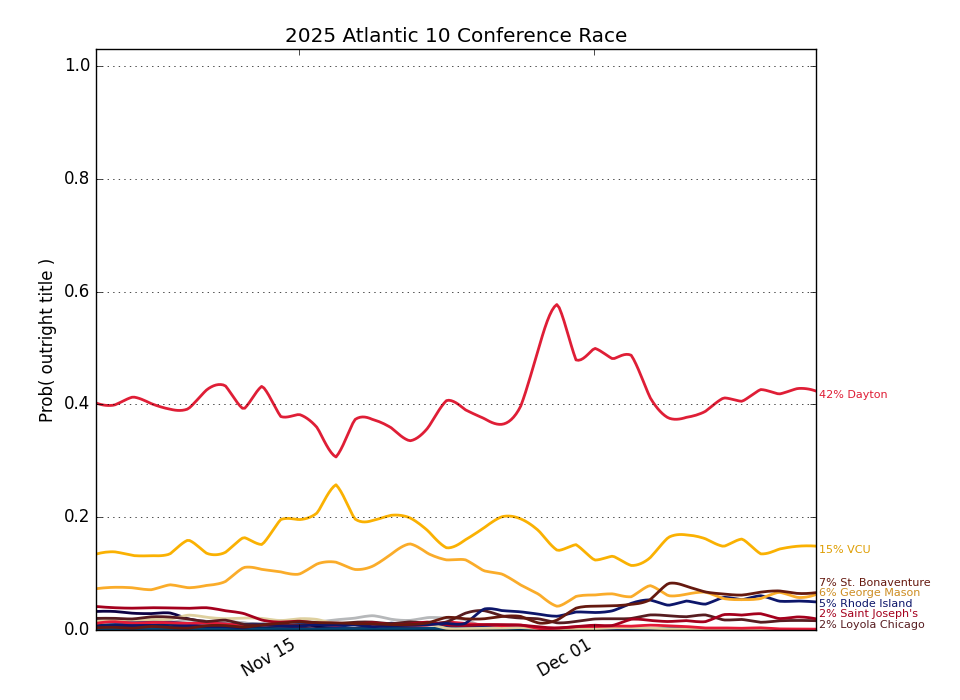 2025 Atlantic 10 Conference Race
Prob( outright title )
1.0
0.8
0.6
0.4
0.2
0.0
Nov 15
Dec 01
42% Dayton
15% VCU
7% St. Bonaventure
6% George Mason
5% Rhode Island
2% Saint Joseph's
2% Loyola Chicago